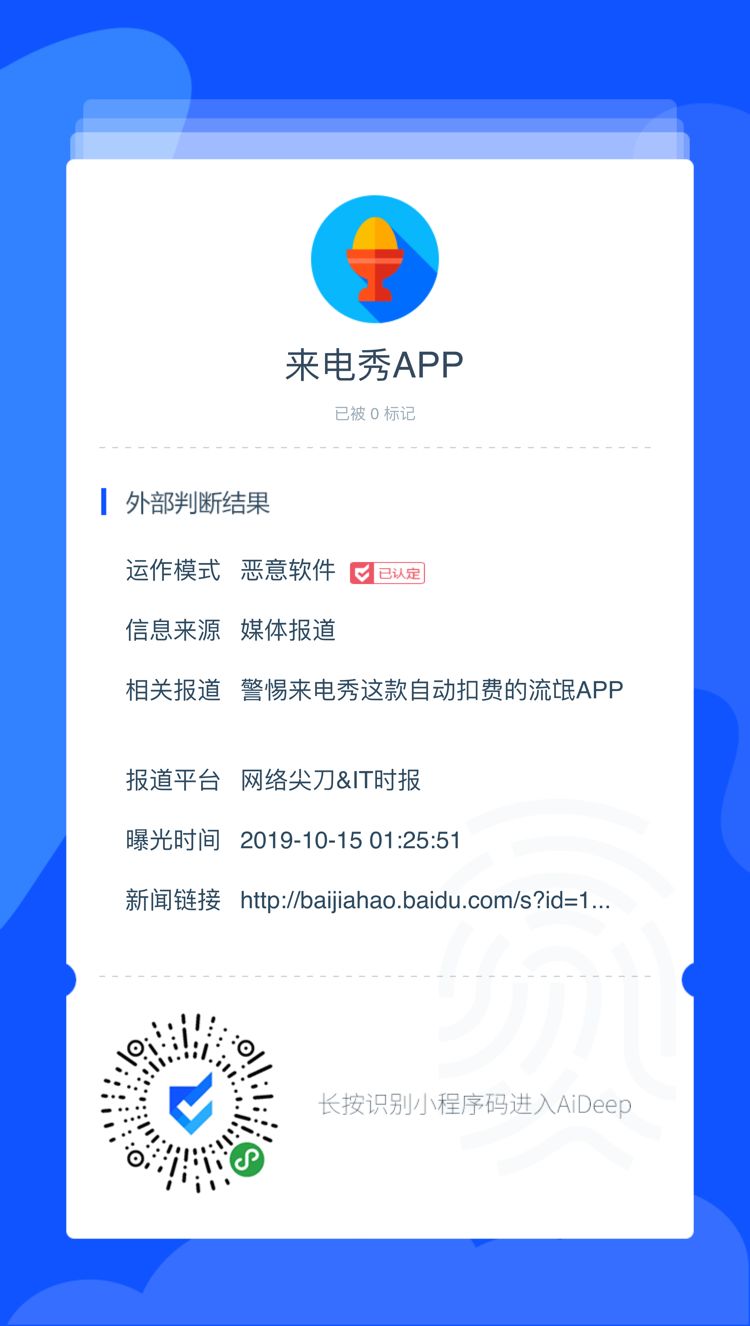 来电秀APP
已被 0 标记
外部判断结果
运作模式 恶意软件 已认定
信息来源 媒体报道
相关报道 警惕来电秀这款自动扣费的流氓APP
报道平台 网络尖刀&IT时报
曝光时间 2019-10-15 01:25:51
新闻链接 http://baijiahao.baidu.com/s?id=1...
长按识别小程序码进入AiDeep